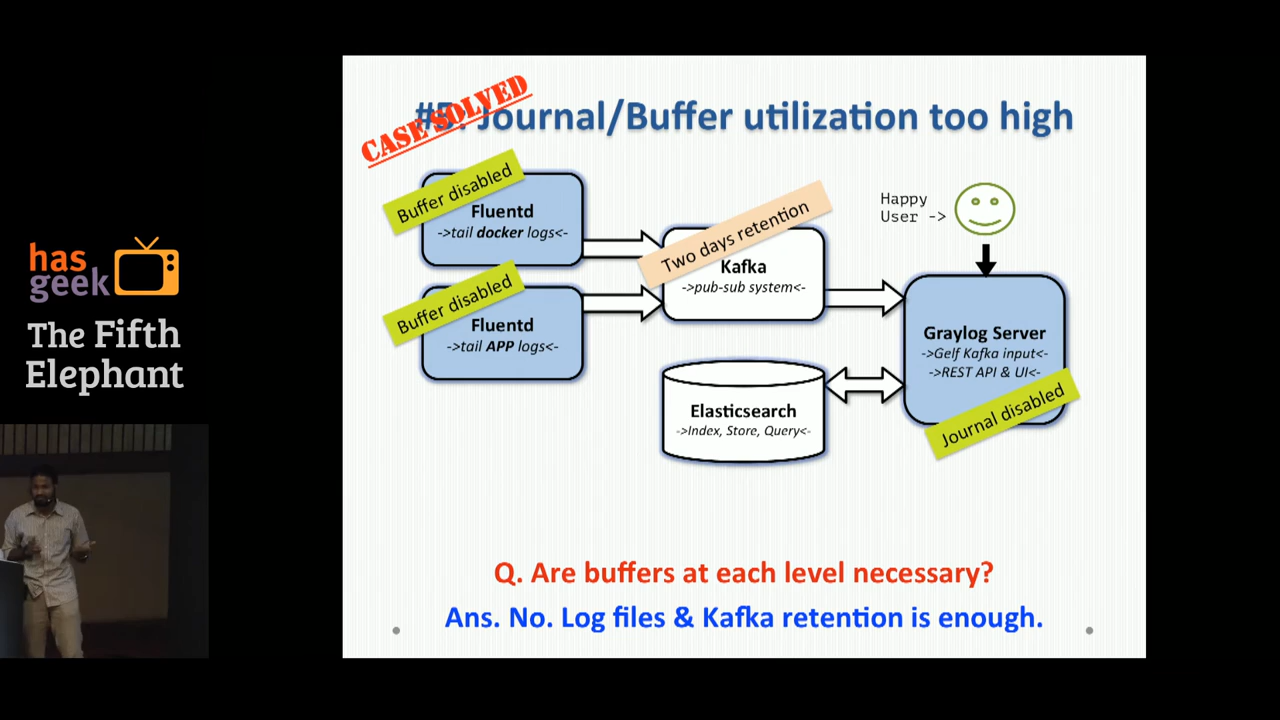 has
geek
The Fifth
Elephant
CASE SOLVED
#5. Journal/Buffer utilization too high
Buffer disabled
Fluentd
->tail docker logs<-
Buffer disabled
Fluentd
->tail APP logs<-
Two days retention
Kafka
->pub-sub system<-
Happy
User ->
Graylog Server
->Gelf Kafka input<-
->REST API & UI<-
Journal disabled
Elasticsearch
->Index, Store, Query<-
Q. Are buffers at each level necessary?
Ans. No. Log files & Kafka retention is enough.